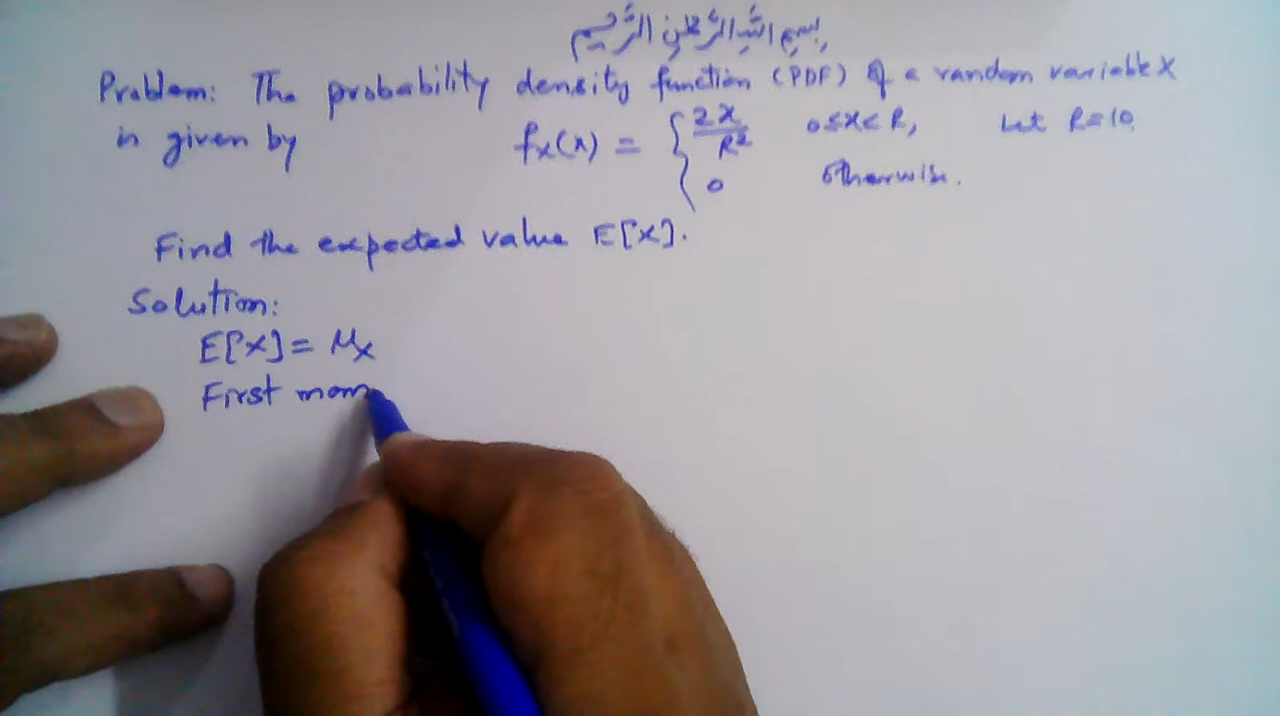 بسم الله الرحمن الرحيم
Problem: The probability density function (PDF) of a random variable X
is given by fx(x) = { 2x/R² 0≤x<R, Let R=10.
0 otherwise.
Find the expected value E[X].
Solution:
E[X] = μx
First mom